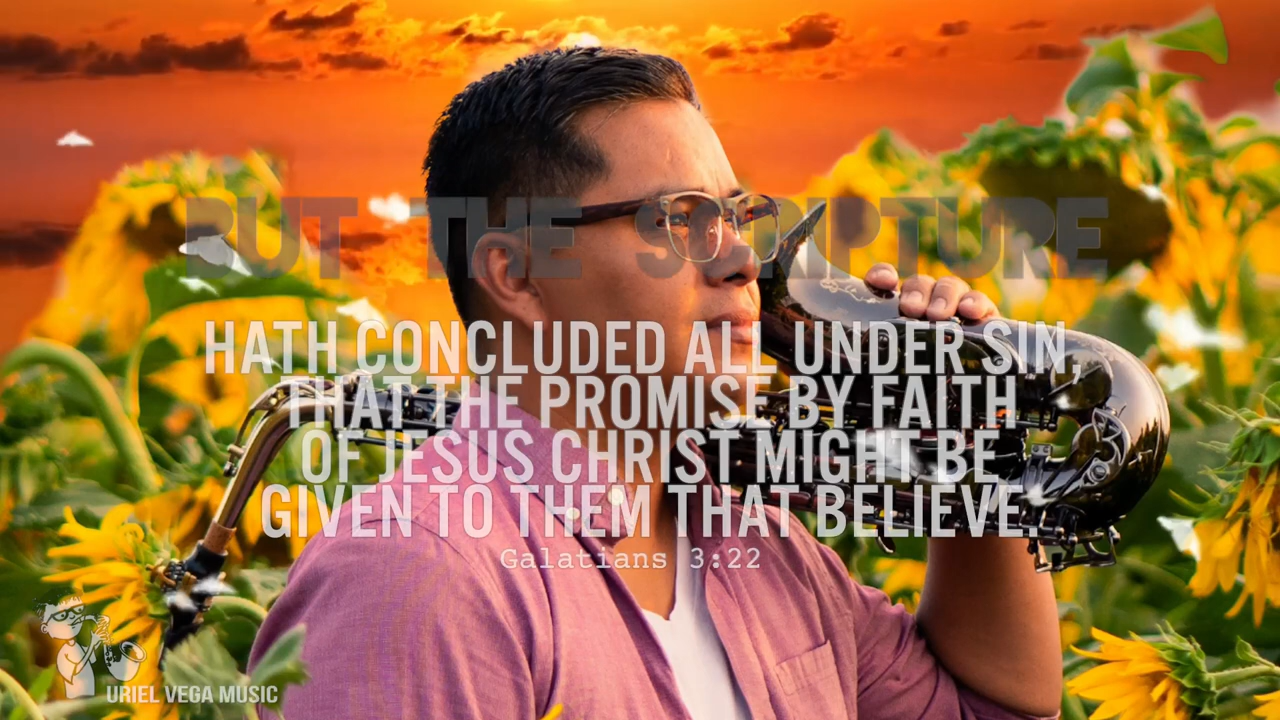 BUT THE SCRIPTURE
HATH CONCLUDED ALL UNDER SIN,
THAT THE PROMISE BY FAITH
OF JESUS CHRIST MIGHT BE
GIVEN TO THEM THAT BELIEVE.
Galatians 3:22
URIEL VEGA MUSIC